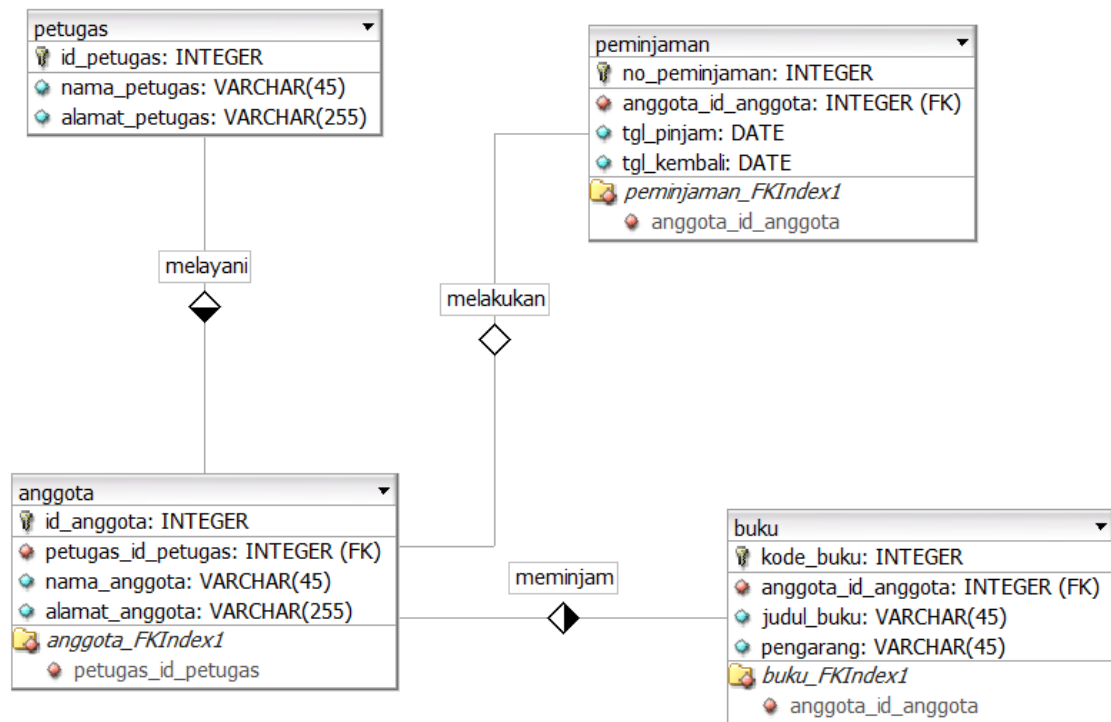 petugas
id_petugas: INTEGER
nama_petugas: VARCHAR(45)
alamat_petugas: VARCHAR(255)
peminjaman
no_peminjaman: INTEGER
anggota_id_anggota: INTEGER (FK)
tgl_pinjam: DATE
tgl_kembali: DATE
peminjaman_FKIndex1
anggota_id_anggota
melayani
melakukan
anggota
id_anggota: INTEGER
petugas_id_petugas: INTEGER (FK)
nama_anggota: VARCHAR(45)
alamat_anggota: VARCHAR(255)
anggota_FKIndex1
petugas_id_petugas
meminjam
buku
kode_buku: INTEGER
anggota_id_anggota: INTEGER (FK)
judul_buku: VARCHAR(45)
pengarang: VARCHAR(45)
buku_FKIndex1
anggota_id_anggota